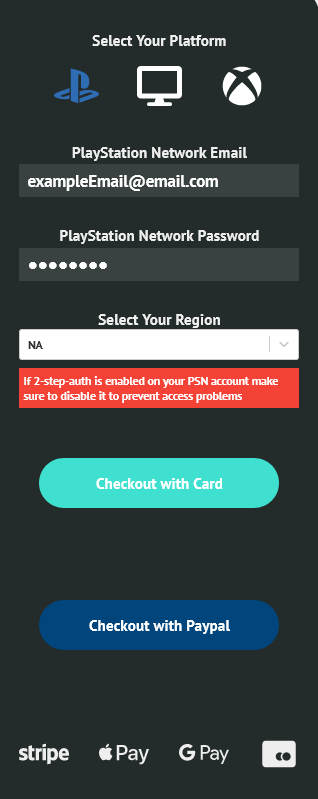 Select Your Platform
PlayStation Network Email
exampleEmail@email.com
PlayStation Network Password
Select Your Region
NA
If 2-step-auth is enabled on your PSN account make
sure to disable it to prevent access problems
Checkout with Card
Checkout with Paypal
stripe Pay G Pay